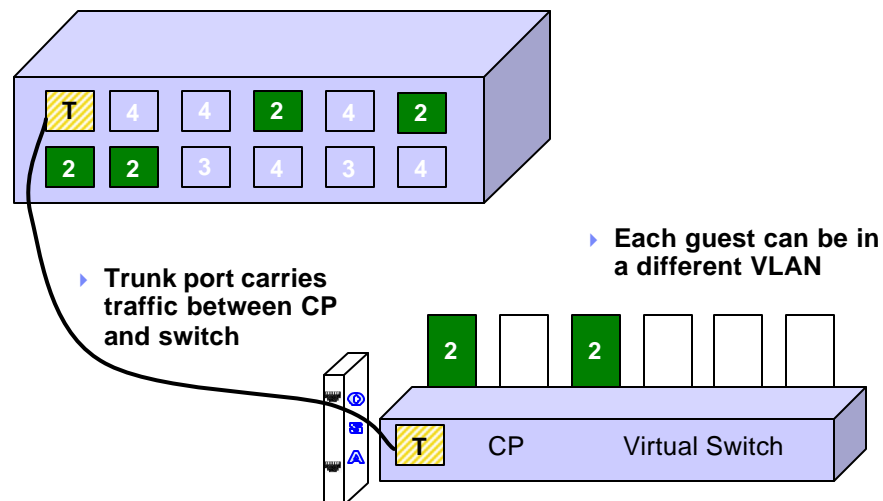 T 4 4 2 4 2
2 2 3 4 3 4
Each guest can be in
a different VLAN
Trunk port carries
traffic between CP
and switch
2 2
O
S
A
T CP Virtual Switch